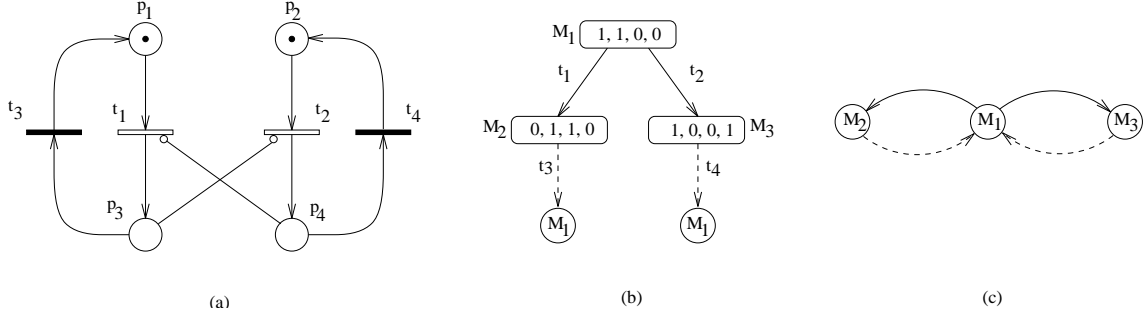 p1 p2
t3 t1 t2 t4
p3 p4
(a)
M1 1, 1, 0, 0
t1 t2
M2 0, 1, 1, 0 1, 0, 0, 1 M3
t3 t4
M1 M1
(b)
M2 M1 M3
(c)